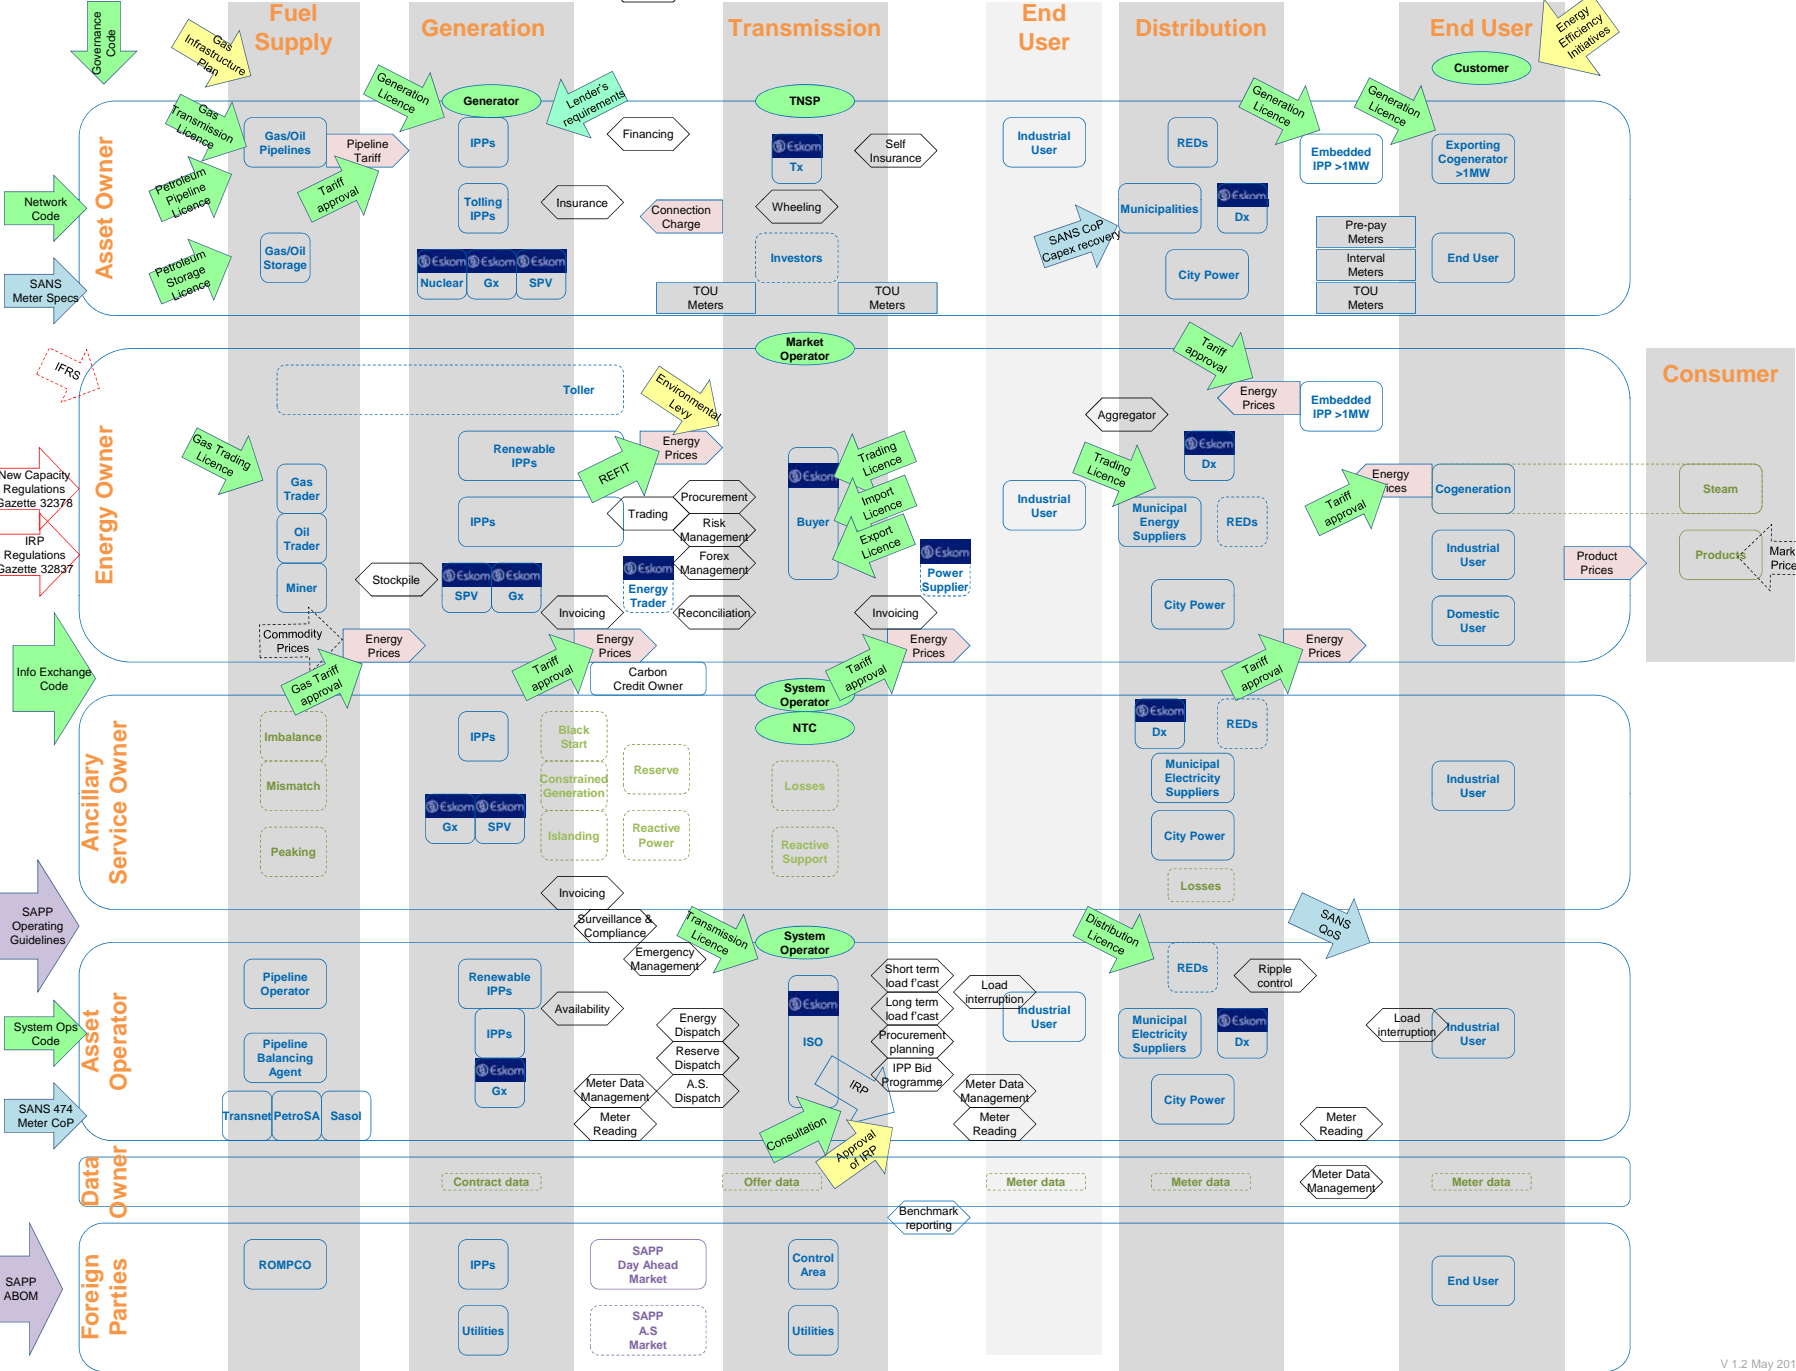 Fuel
Supply
Generation
Transmission
End
User
Distribution
End User
Consumer
Governance
Code
Gas
Infrastructure
Plan
Energy
Efficiency
Initiatives
Customer
Asset Owner
Generator
TNSP
Gas
Transmission
Licence
Generation
Licence
Lender's
requirements
Generation
Licence
Generation
Licence
Gas/Oil
Pipelines
Pipeline
Tariff
IPPs
Financing
Eskom
Tx
Self
Insurance
Industrial
User
REDs
Embedded
IPP >1MW
Exporting
Cogenerator
>1MW
Network
Code
Petroleum
Pipeline
Licence
Tariff
approval
Tolling
IPPs
Insurance
Connection
Charge
Wheeling
SANS CoP
Capex recovery
Municipalities
Eskom
Dx
Pre-pay
Meters
SANS
Meter Specs
Petroleum
Storage
Licence
Gas/Oil
Storage
Eskom
Nuclear
Eskom
Gx
Eskom
SPV
Investors
TOU
Meters
TOU
Meters
City Power
Interval
Meters
TOU
Meters
End User
Energy Owner
Market
Operator
IFRS
Toller
Environmental
Levy
Tariff
approval
Energy
Prices
Embedded
IPP >1MW
Aggregator
Gas Trading
Licence
Renewable
IPPs
REFIT
Energy
Prices
Trading
Licence
Import
Licence
Export
Licence
Eskom
Buyer
Trading
Licence
Eskom
Dx
New Capacity
Regulations
Gazette 32378
IRP
Regulations
Gazette 32837
Gas
Trader
Oil
Trader
Miner
IPPs
Trading
Procurement
Risk
Management
Forex
Management
Industrial
User
Municipal
Energy
Suppliers
REDs
Tariff
approval
Energy
Prices
Cogeneration
Steam
Industrial
User
Product
Prices
Products
Mark
Price
Stockpile
Eskom
SPV
Eskom
Gx
Invoicing
Eskom
Energy
Trader
Reconciliation
Invoicing
Eskom
Power
Supplier
City Power
Domestic
User
Info Exchange
Code
Commodity
Prices
Energy
Prices
Gas Tariff
approval
Tariff
approval
Energy
Prices
Carbon
Credit Owner
Tariff
approval
Energy
Prices
Tariff
approval
Energy
Prices
Ancillary
Service Owner
System
Operator
NTC
Imbalance
Mismatch
Peaking
IPPs
Eskom
Gx
Eskom
SPV
Black
Start
Constrained
Generation
Islanding
Reserve
Reactive
Power
Losses
Reactive
Support
Eskom
Dx
REDs
Municipal
Electricity
Suppliers
City Power
Losses
Industrial
User
SAPP
Operating
Guidelines
Invoicing
Surveillance &
Compliance
Emergency
Management
Transmission
Licence
Distribution
Licence
SANS
QoS
Asset
Operator
System
Operator
Pipeline
Operator
Pipeline
Balancing
Agent
Transnet
PetroSA
Sasol
Renewable
IPPs
IPPs
Eskom
Gx
Availability
Energy
Dispatch
Reserve
Dispatch
A.S.
Dispatch
Meter Data
Management
Meter
Reading
Eskom
ISO
IRP
Consultation
Approval
of IRP
Short term
load f'cast
Long term
load f'cast
Procurement
planning
IPP Bid
Programme
Load
interruption
Industrial
User
Meter Data
Management
Meter
Reading
REDs
Ripple
control
Municipal
Electricity
Suppliers
Eskom
Dx
City Power
Load
interruption
Industrial
User
Meter
Reading
System Ops
Code
SANS 474
Meter CoP
Data
Owner
Contract data
Offer data
Meter data
Meter data
Meter Data
Management
Meter data
Benchmark
reporting
Foreign
Parties
SAPP
ABOM
ROMPCO
IPPs
Utilities
SAPP
Day Ahead
Market
SAPP
A.S
Market
Control
Area
Utilities
End User
V 1.2 May 201